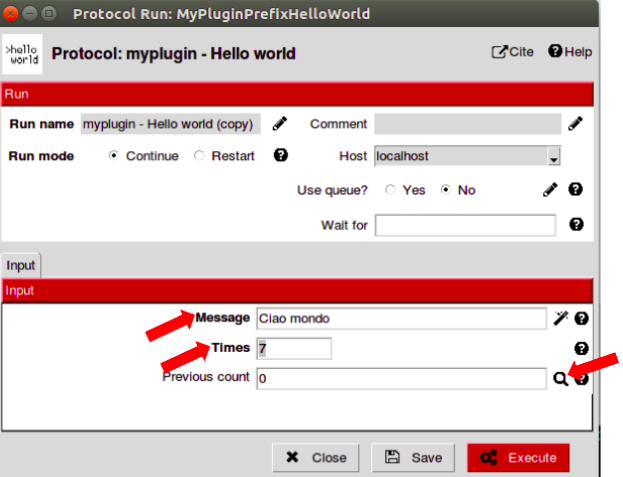 Protocol Run: MyPluginPrefixHelloWorld
>hello
world
Protocol: myplugin - Hello world
Cite
Help
Run
Run name myplugin - Hello world (copy) Comment
Run mode Continue Restart Host localhost
Use queue? Yes No
Wait for
Input
Input
Message Ciao mondo
Times 7
Previous count 0
Close Save Execute